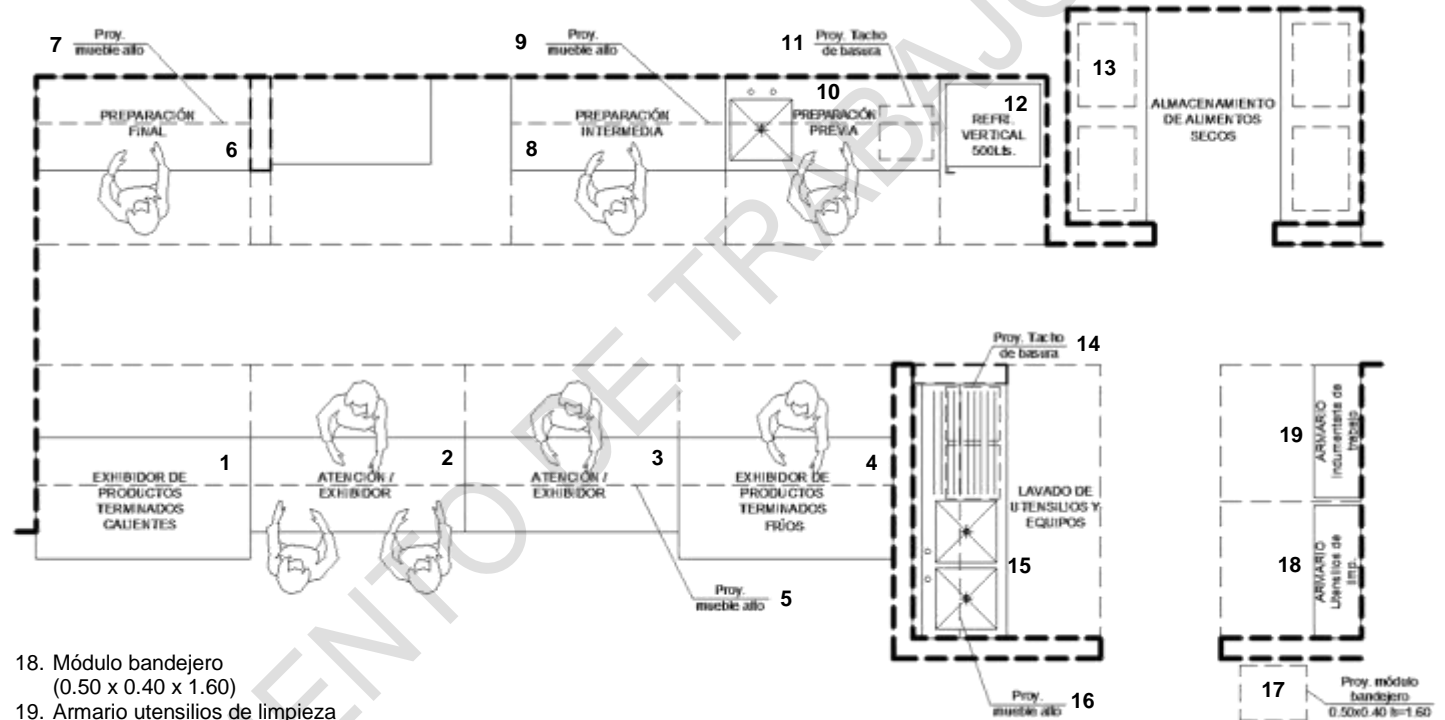 7
Proy.
mueble alto
9
Proy.
mueble alto
11
Proy. Tacho
de basura
13
PREPARACIÓN
FINAL
6
PREPARACIÓN
INTERMEDIA
8
10
PREPARACIÓN
PREVIA
12
REFRI.
VERTICAL
500Lts.
ALMACENAMIENTO
DE ALIMENTOS
SECOS
Proy. Tacho
de basura
14
EXHIBIDOR DE
PRODUCTOS
TERMINADOS
CALIENTES
1
ATENCIÓN /
EXHIBIDOR
2
ATENCIÓN /
EXHIBIDOR
3
EXHIBIDOR DE
PRODUCTOS
TERMINADOS
FRÍOS
4
Proy.
mueble alto
5
LAVADO DE
UTENSILIOS Y
EQUIPOS
15
Proy.
mueble alto
16
19
ARMARIO
Indumentaria de
trabajo
18
ARMARIO
Utensilios de
limp.
17
Proy. módulo
bandejero
0.50x0.40 h=1.60
18. Módulo bandejero
(0.50 x 0.40 x 1.60)
19. Armario utensilios de limpieza
ENTO DE TRABAJO